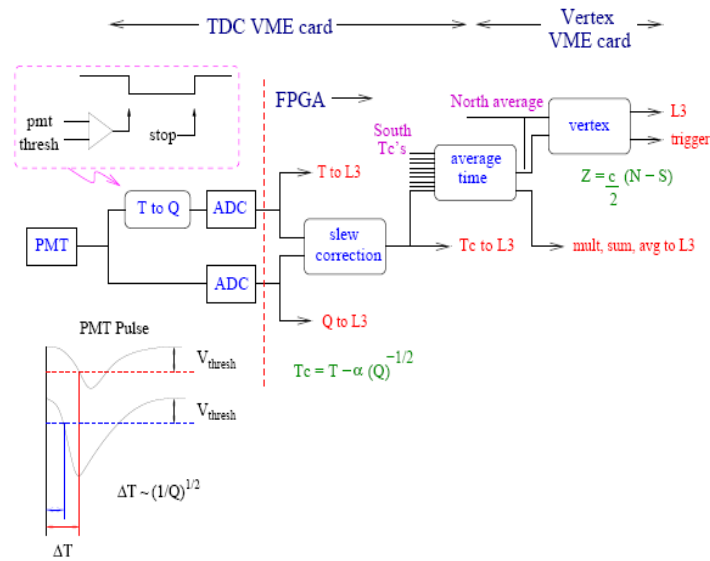 TDC VME card
Vertex
VME card
FPGA
pmt
thresh
stop
North average
South
Tc's
L3
trigger
vertex
average
time
Z = c/2 (N − S)
T to L3
T to Q
ADC
PMT
slew
correction
Tc to L3
mult, sum, avg to L3
ADC
Q to L3
PMT Pulse
Vthresh
Tc = T − α (Q)^−1/2
Vthresh
ΔT ~ (1/Q)^1/2
ΔT